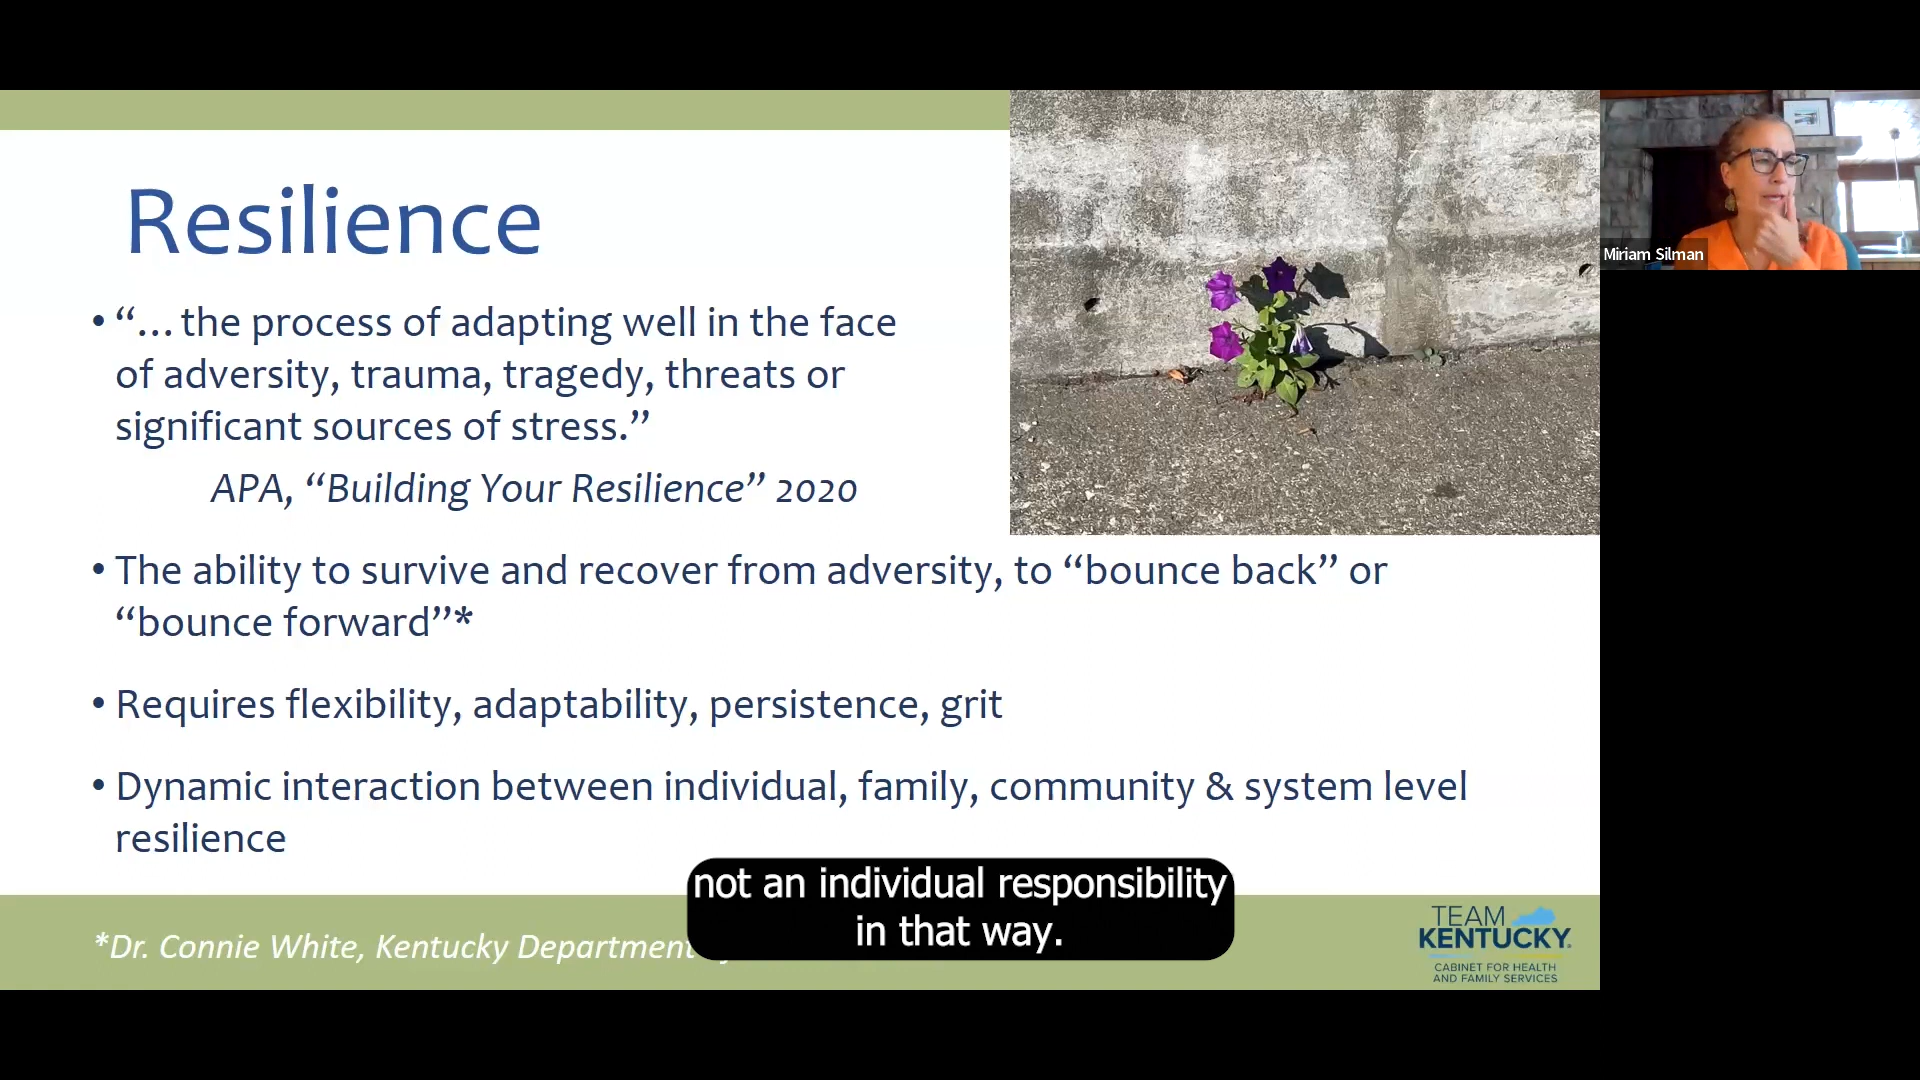 Resilience
• “… the process of adapting well in the face
of adversity, trauma, tragedy, threats or
significant sources of stress.”
APA, “Building Your Resilience” 2020
• The ability to survive and recover from adversity, to “bounce back” or
“bounce forward”*
• Requires flexibility, adaptability, persistence, grit
• Dynamic interaction between individual, family, community & system level
resilience
*Dr. Connie White, Kentucky Department
not an individual responsibility
in that way.
TEAM
KENTUCKY
CABINET FOR HEALTH
AND FAMILY SERVICES
Miriam Silman